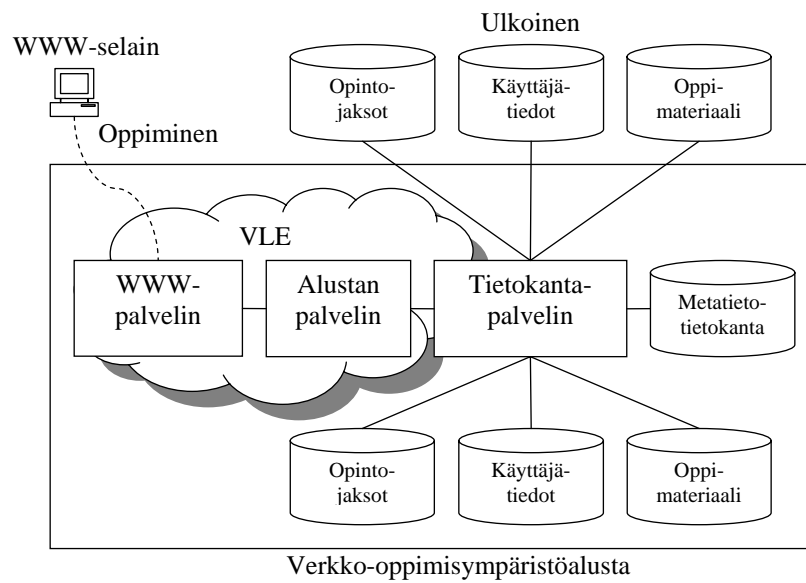 Ulkoinen
WWW-selain
Opinto-
jaksot
Käyttäjä-
tiedot
Oppi-
materiaali
Oppiminen
VLE
WWW-
palvelin
Alustan
palvelin
Tietokanta-
palvelin
Metatieto-
tietokanta
Opinto-
jaksot
Käyttäjä-
tiedot
Oppi-
materiaali
Verkko-oppimisympäristöalusta